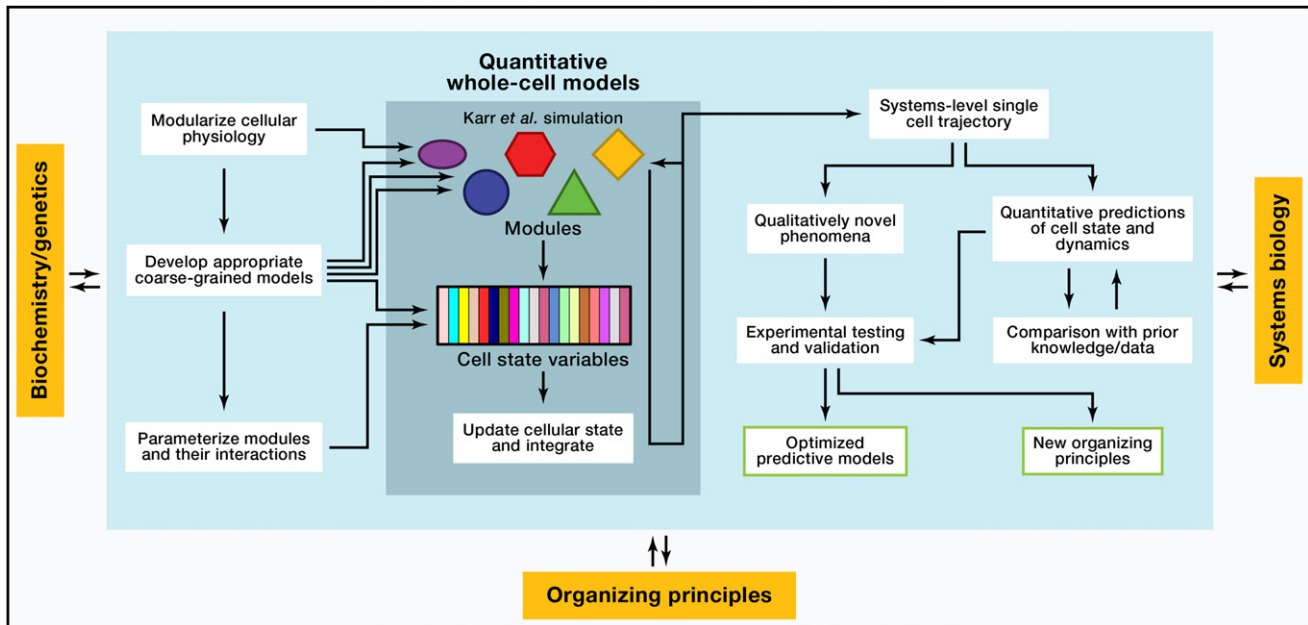 Quantitative
whole-cell models
Karr et al. simulation
Modules
Cell state variables
Update cellular state
and integrate
Biochemistry/genetics
Modularize cellular
physiology
Develop appropriate
coarse-grained models
Parameterize modules
and their interactions
Systems-level single
cell trajectory
Qualitatively novel
phenomena
Quantitative predictions
of cell state and
dynamics
Experimental testing
and validation
Comparison with prior
knowledge/data
Optimized
predictive models
New organizing
principles
Systems biology
Organizing principles